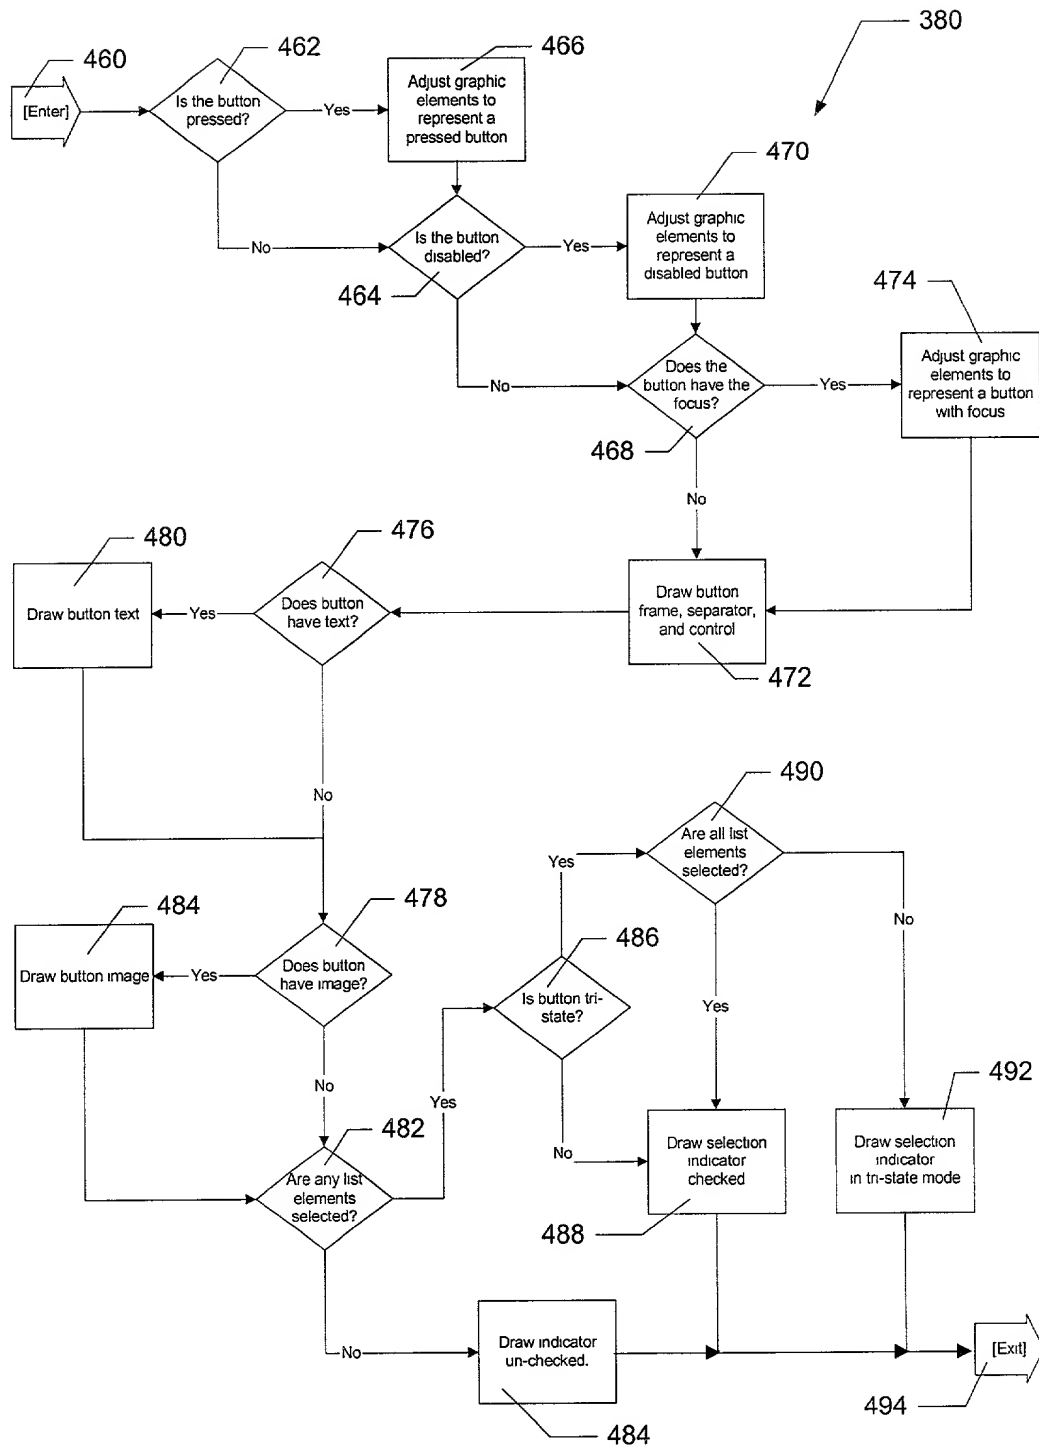 380
460
[Enter]
462
Is the button
pressed?
Yes
466
Adjust graphic
elements to
represent a
pressed button
No
Is the button
disabled?
464
Yes
470
Adjust graphic
elements to
represent a
disabled button
No
Does the
button have the
focus?
468
Yes
474
Adjust graphic
elements to
represent a button
with focus
No
Draw button
frame, separator,
and control
472
476
Does button
have text?
Yes
480
Draw button text
No
478
Does button
have image?
Yes
484
Draw button image
No
482
Are any list
elements
selected?
Yes
486
Is button tri-
state?
Yes
490
Are all list
elements
selected?
No
Yes
No
Draw selection
indicator
checked
488
492
Draw selection
indicator
in tri-state mode
No
Draw indicator
un-checked.
484
[Exit]
494